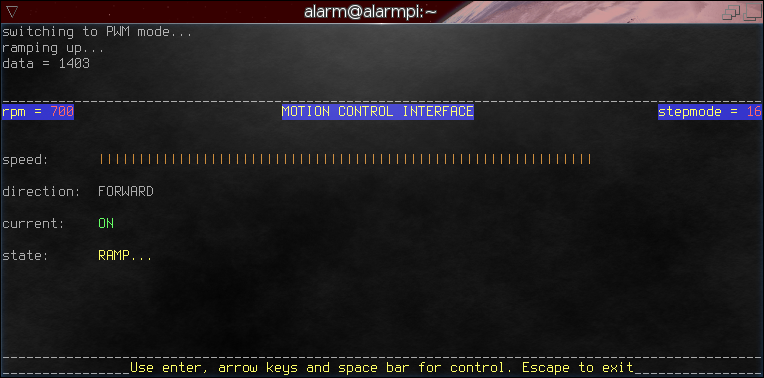 alarm@alarmpi:~
switching to PWM mode...
ramping up...
data = 1403
rpm = 700 MOTION CONTROL INTERFACE stepmode = 16
speed: ||||||||||||||||||||||||||||||||||||||||||||||||||||||||||||||
direction: FORWARD
current: ON
state: RAMP...
Use enter, arrow keys and space bar for control. Escape to exit